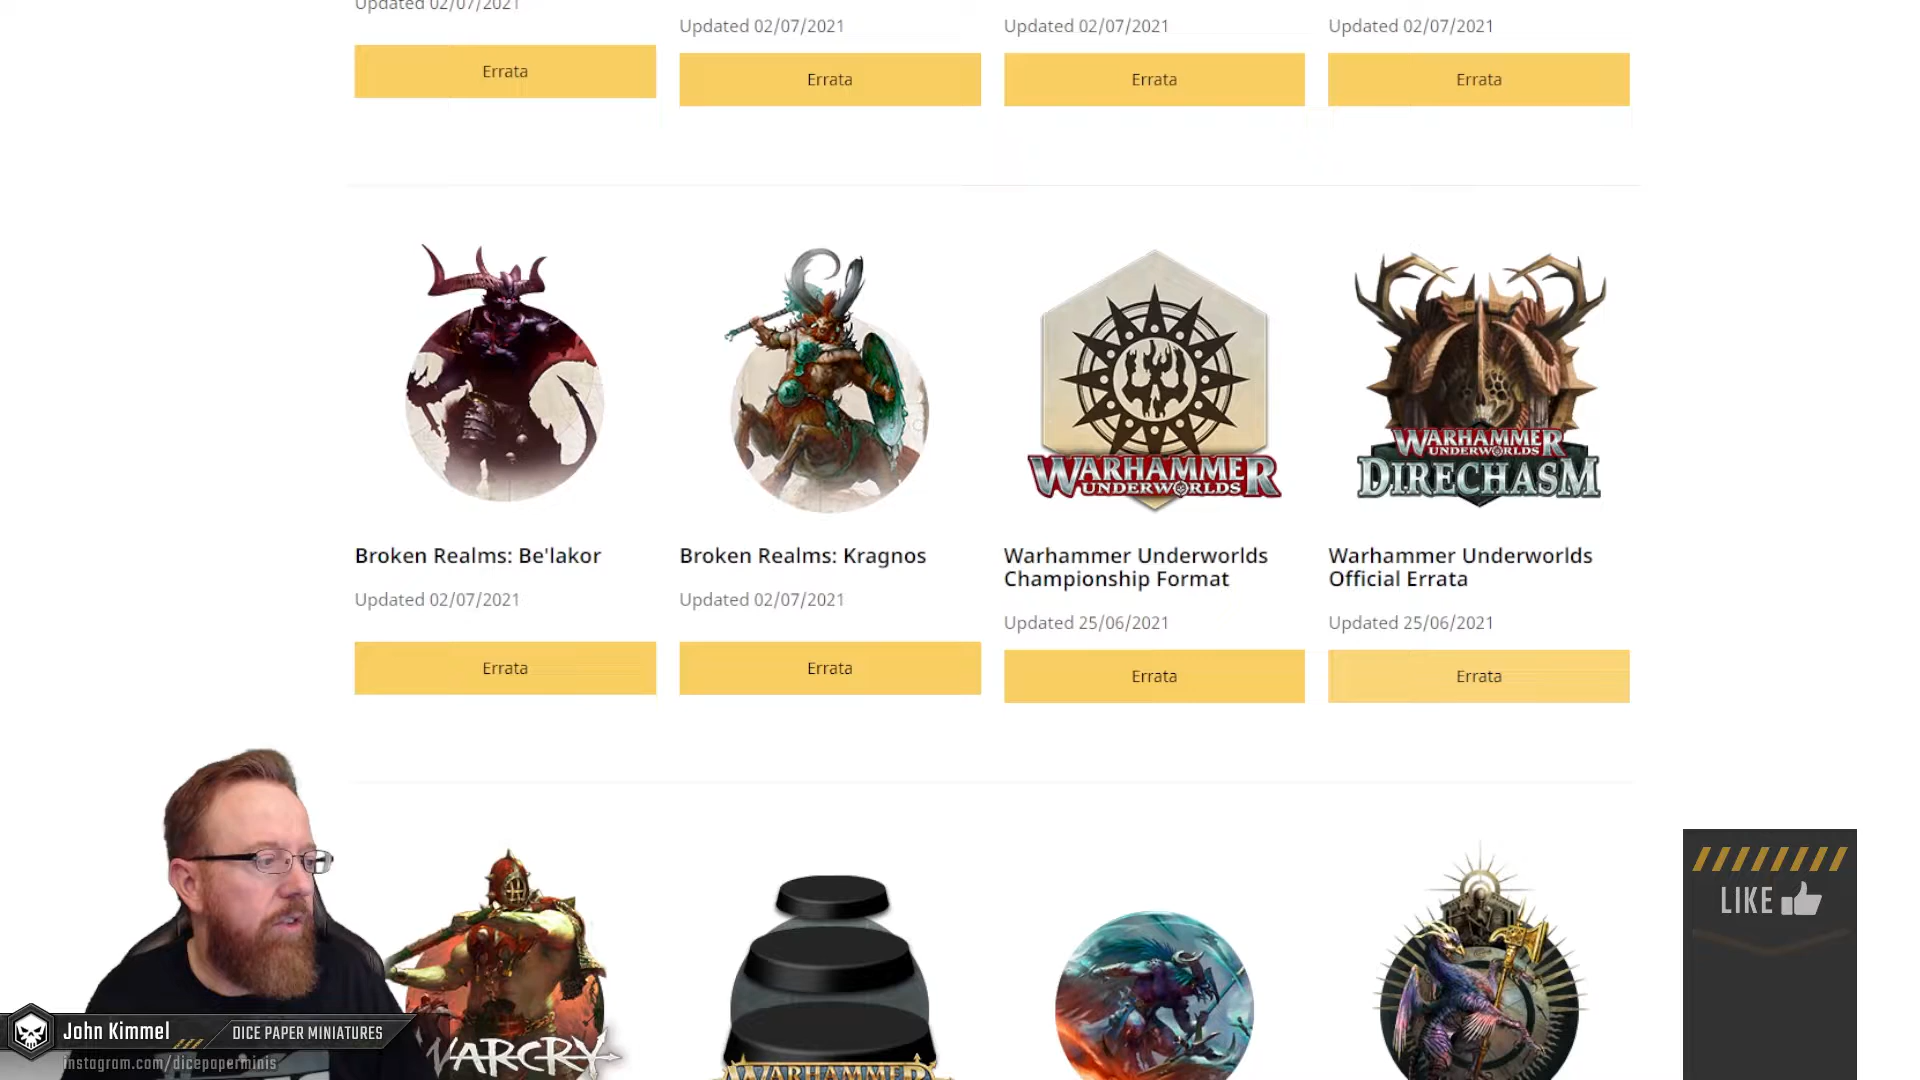 Updated 02/07/2021
Updated 02/07/2021
Updated 02/07/2021
Updated 02/07/2021
Errata
Errata
Errata
Errata
WARHAMMER
UNDERWORLDS
WARHAMMER
UNDERWORLDS
DIRECHASM
Broken Realms: Be'lakor
Broken Realms: Kragnos
Warhammer Underworlds
Championship Format
Warhammer Underworlds
Official Errata
Updated 02/07/2021
Updated 02/07/2021
Updated 25/06/2021
Updated 25/06/2021
Errata
Errata
Errata
Errata
LIKE
John Kimmel
DICE PAPER MINIATURES
instagram.com/dicepaperminis
WARCRY
WARHAMMER